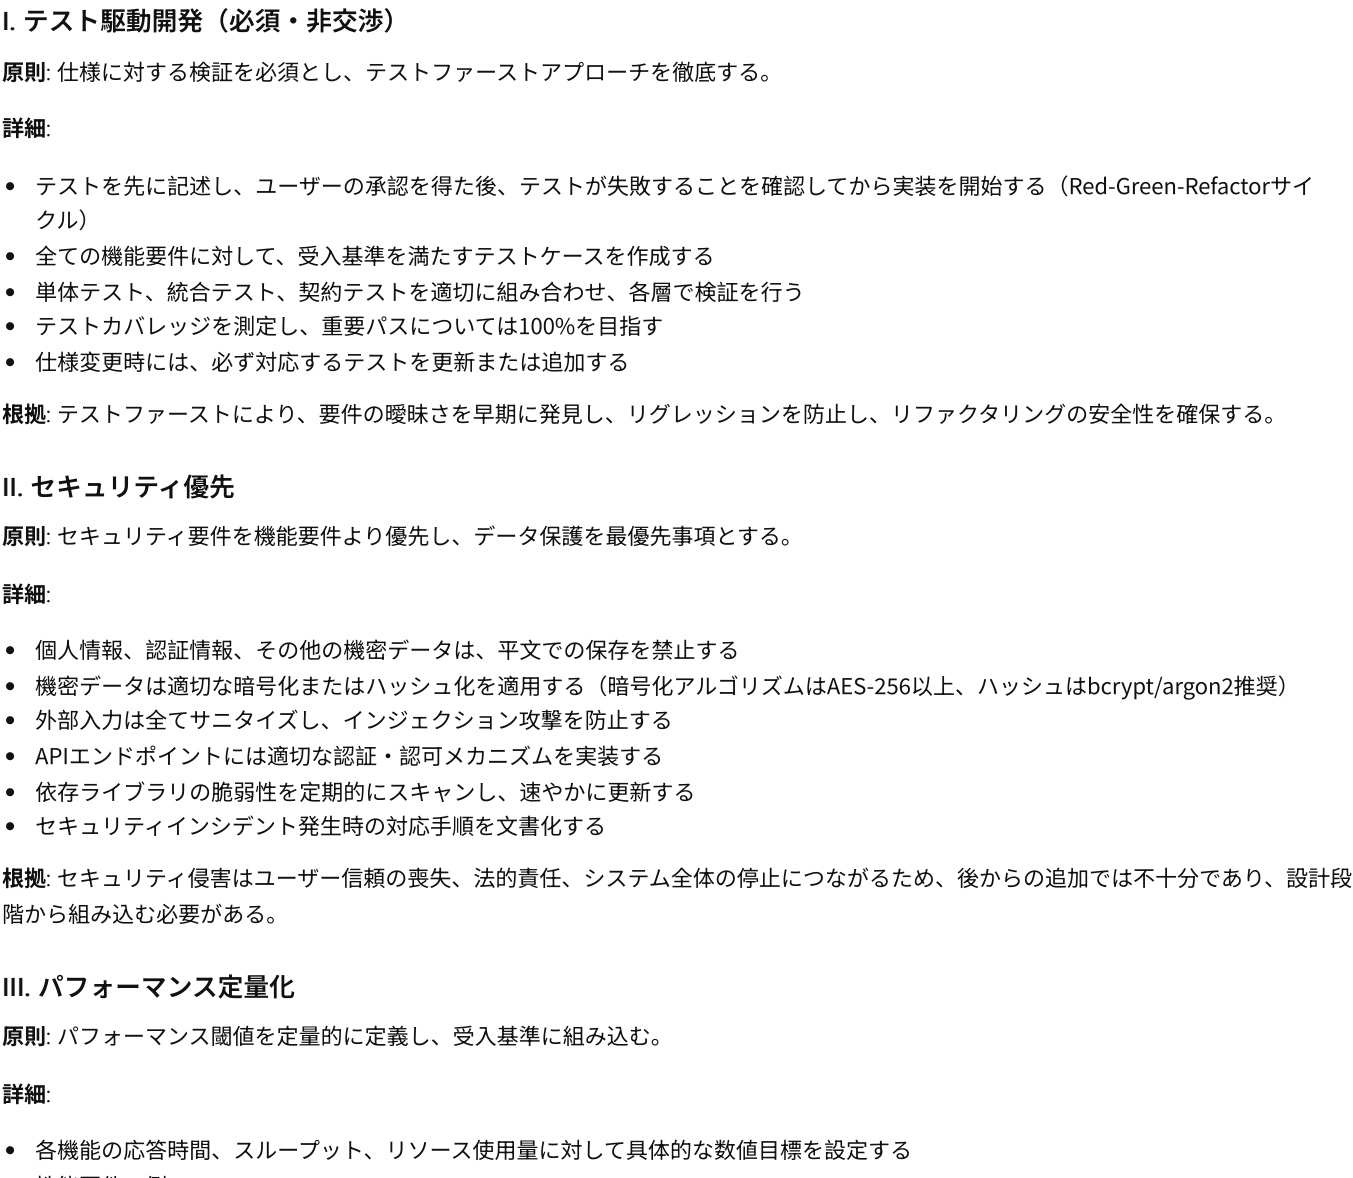 I. テスト駆動開発（必須・非交渉）
原則: 仕様に対する検証を必須とし、テストファーストアプローチを徹底する。
詳細:
• テストを先に記述し、ユーザーの承認を得た後、テストが失敗することを確認してから実装を開始する（Red-Green-Refactorサイ
クル）
• 全ての機能要件に対して、受入基準を満たすテストケースを作成する
• 単体テスト、統合テスト、契約テストを適切に組み合わせ、各層で検証を行う
• テストカバレッジを測定し、重要パスについては100%を目指す
• 仕様変更時には、必ず対応するテストを更新または追加する
根拠: テストファーストにより、要件の曖昧さを早期に発見し、リグレッションを防止し、リファクタリングの安全性を確保する。
II. セキュリティ優先
原則: セキュリティ要件を機能要件より優先し、データ保護を最優先事項とする。
詳細:
• 個人情報、認証情報、その他の機密データは、平文での保存を禁止する
• 機密データは適切な暗号化またはハッシュ化を適用する（暗号化アルゴリズムはAES-256以上、ハッシュはbcrypt/argon2推奨）
• 外部入力は全てサニタイズし、インジェクション攻撃を防止する
• APIエンドポイントには適切な認証・認可メカニズムを実装する
• 依存ライブラリの脆弱性を定期的にスキャンし、速やかに更新する
• セキュリティインシデント発生時の対応手順を文書化する
根拠: セキュリティ侵害はユーザー信頼の喪失、法的責任、システム全体の停止につながるため、後からの追加では不十分であり、設計段
階から組み込む必要がある。
III. パフォーマンス定量化
原則: パフォーマンス閾値を定量的に定義し、受入基準に組み込む。
詳細:
• 各機能の応答時間、スループット、リソース使用量に対して具体的な数値目標を設定する